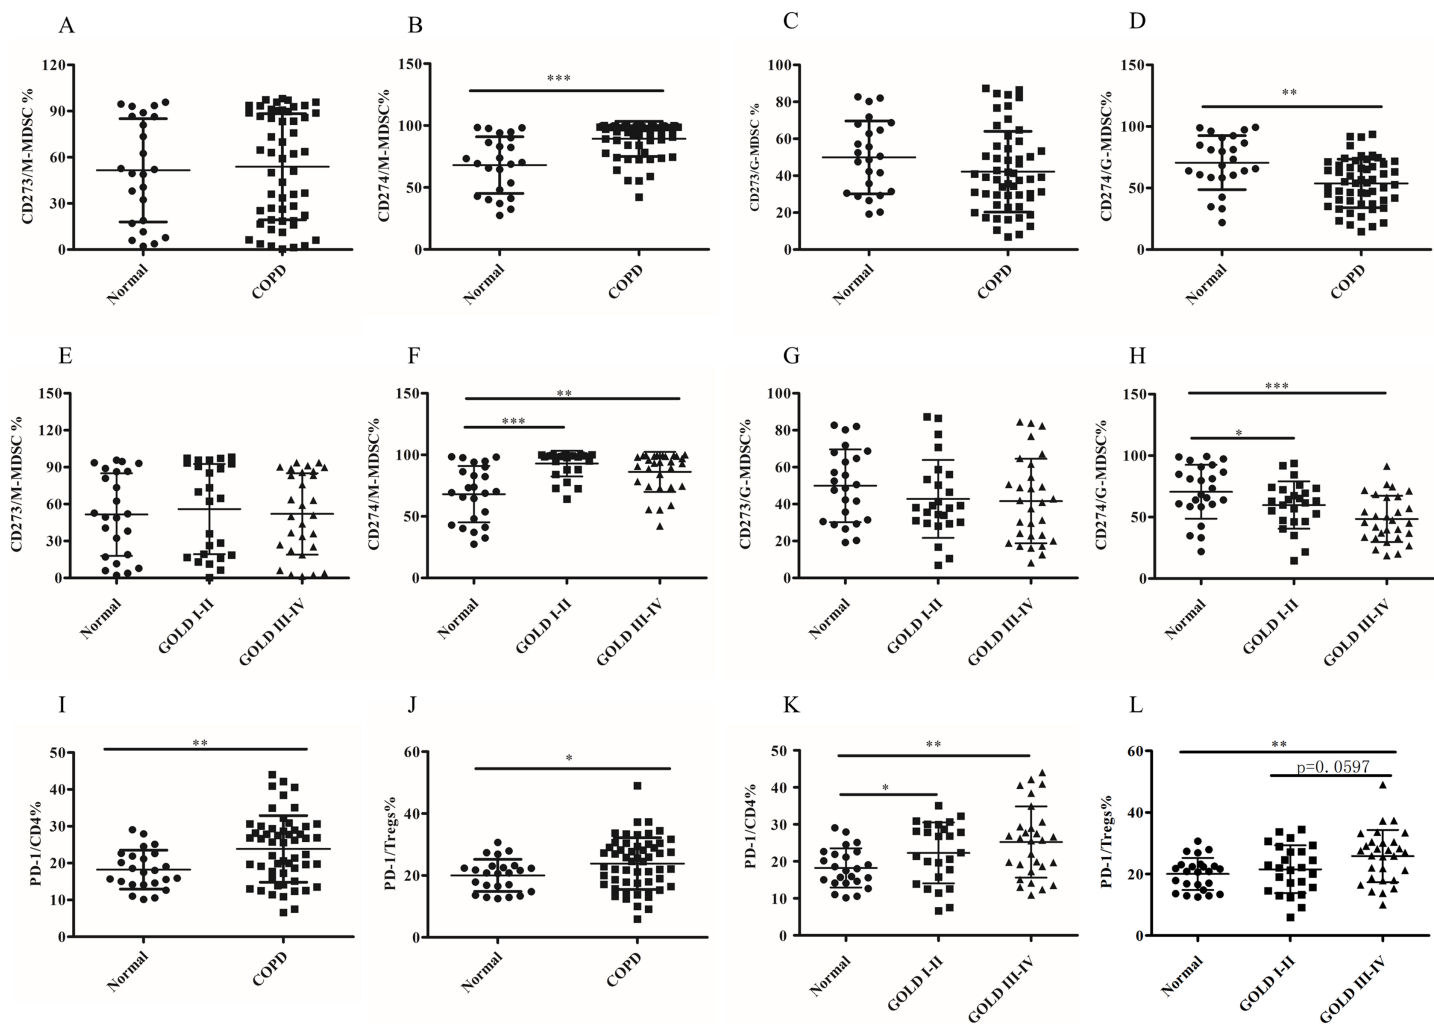 A
CD273/M-MDSC %
120
90
60
30
0
Normal
COPD
B
CD274/M-MDSC%
150
100
50
0
***
Normal
COPD
C
CD273/G-MDSC %
100
80
60
40
20
0
Normal
COPD
D
CD274/G-MDSC%
150
100
50
0
**
Normal
COPD
E
CD273/M-MDSC %
150
120
90
60
30
0
Normal
GOLD I-II
GOLD III-IV
F
CD274/M-MDSC%
150
100
50
0
**
***
Normal
GOLD I-II
GOLD III-IV
G
CD273/G-MDSC%
100
80
60
40
20
0
Normal
GOLD I-II
GOLD III-IV
H
CD274/G-MDSC%
150
100
50
0
***
*
Normal
GOLD I-II
GOLD III-IV
I
PD-1/CD4%
50
40
30
20
10
0
**
Normal
COPD
J
PD-1/Tregs%
60
40
20
0
*
Normal
COPD
K
PD-1/CD4%
50
40
30
20
10
0
**
*
Normal
GOLD I-II
GOLD III-IV
L
PD-1/Tregs%
60
40
20
0
**
p=0.0597
Normal
GOLD I-II
GOLD III-IV